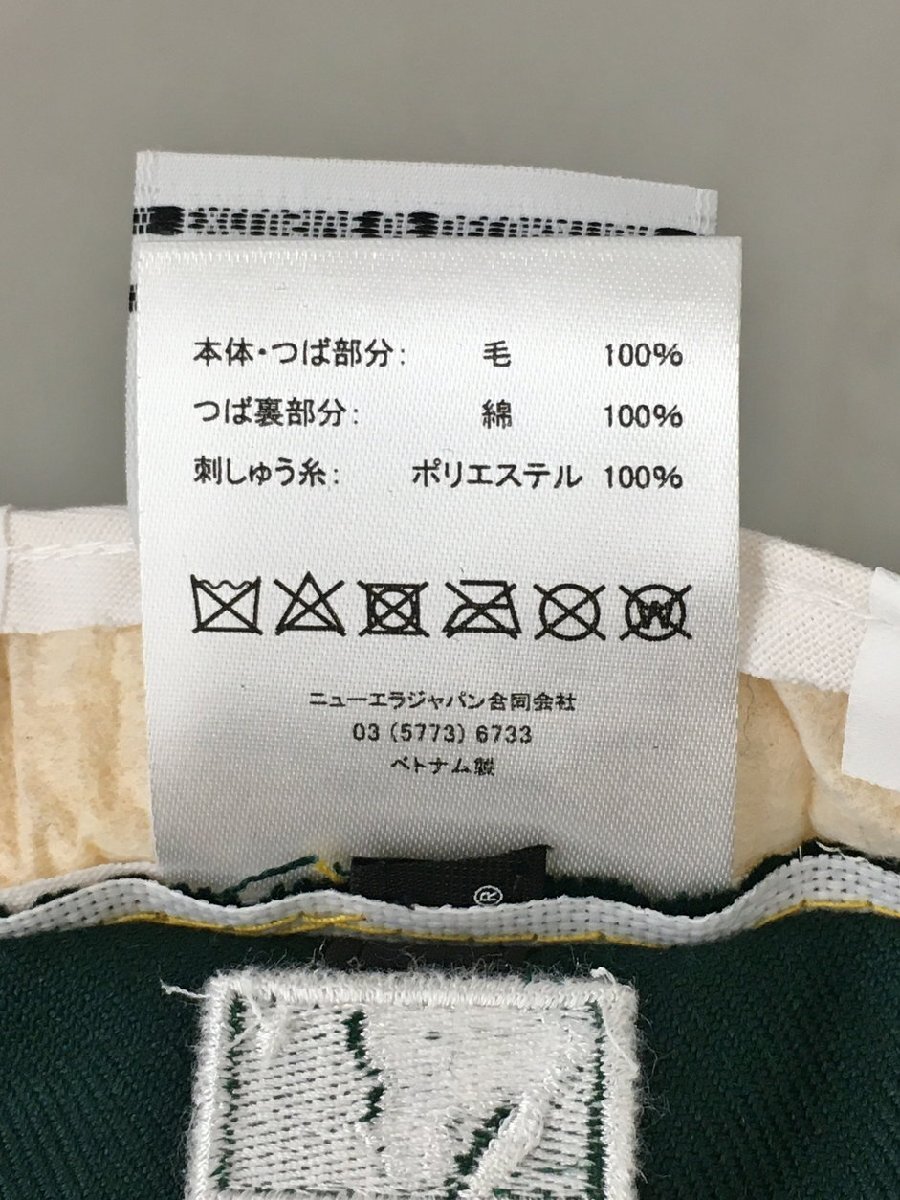 本体・つば部分: 毛 100%
つば裏部分: 綿 100%
刺しゅう糸: ポリエステル 100%
W
ニューエラジャパン合同会社
03 (5773) 6733
ベトナム製
®